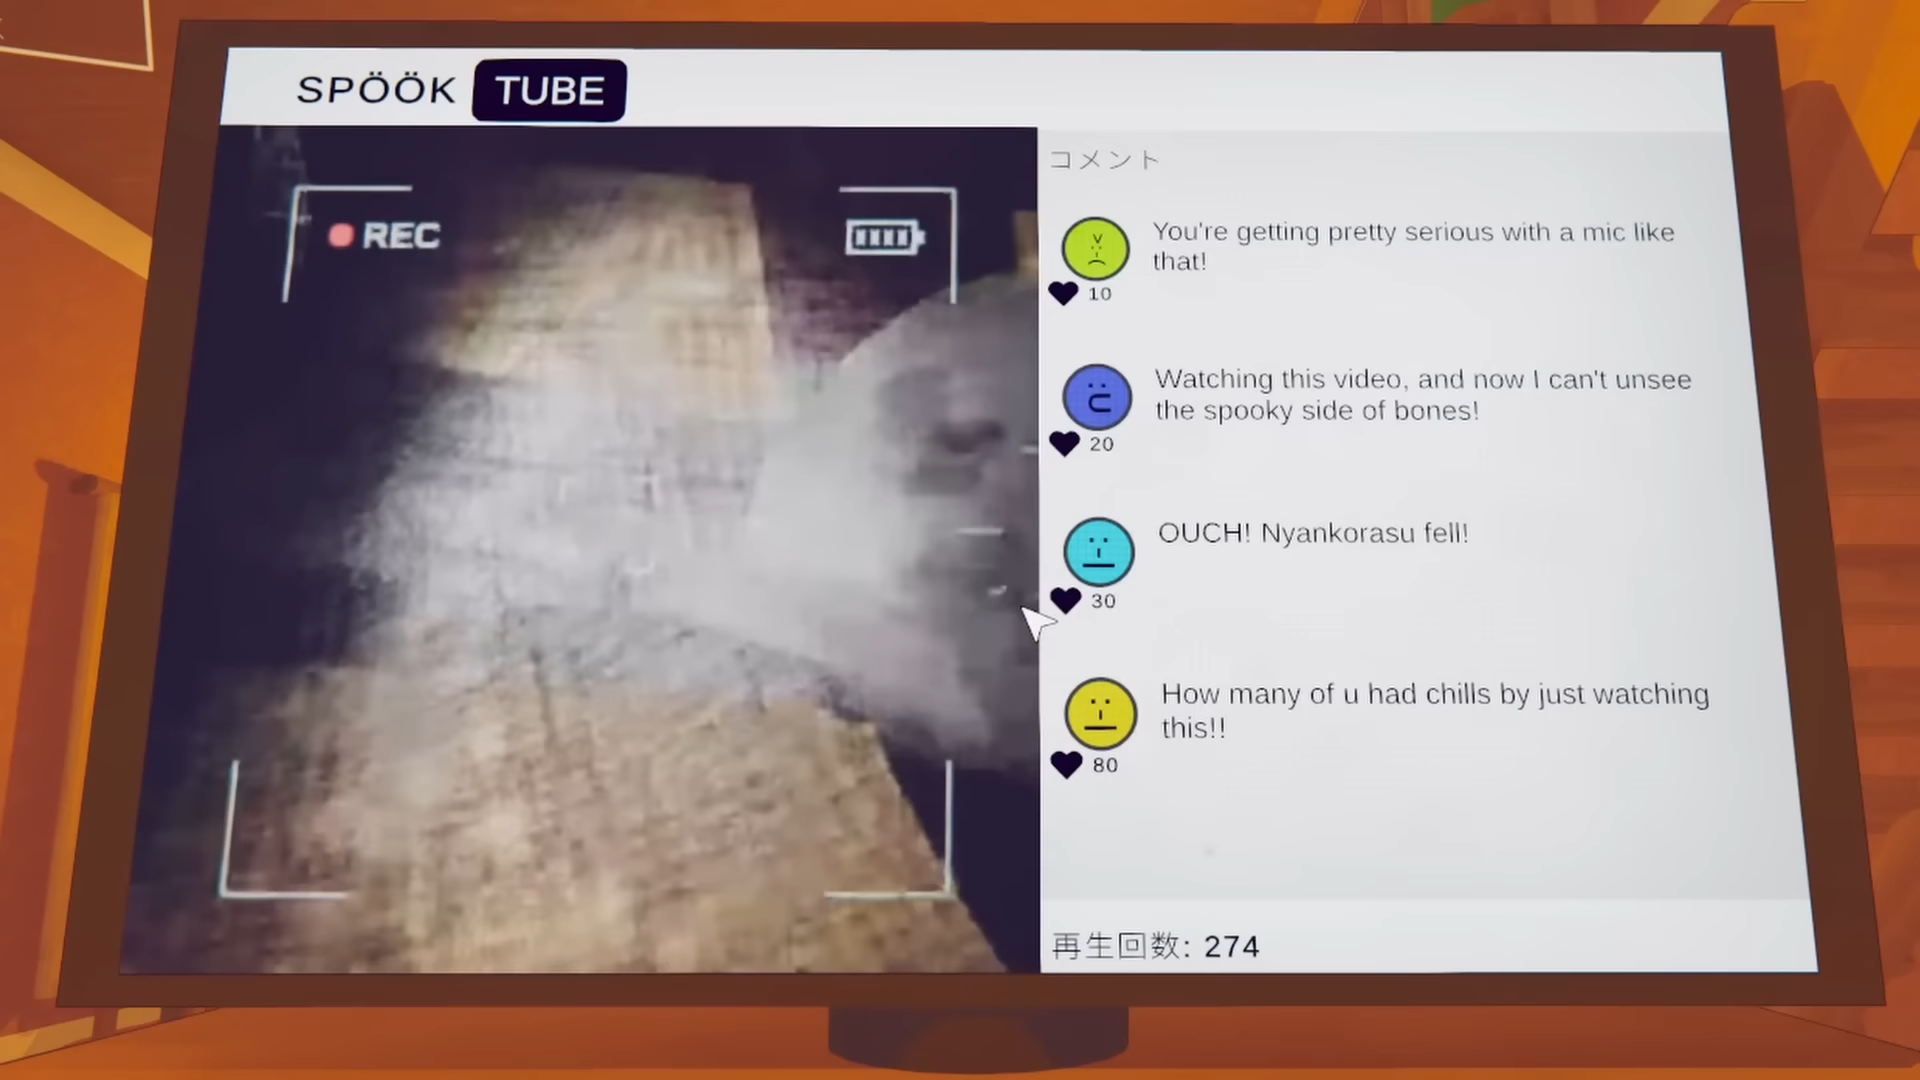 SPÖÖK TUBE
REC
コメント
You're getting pretty serious with a mic like
that!
10
Watching this video, and now I can't unsee
the spooky side of bones!
20
OUCH! Nyankorasu fell!
30
How many of u had chills by just watching
this!!
80
再生回数: 274